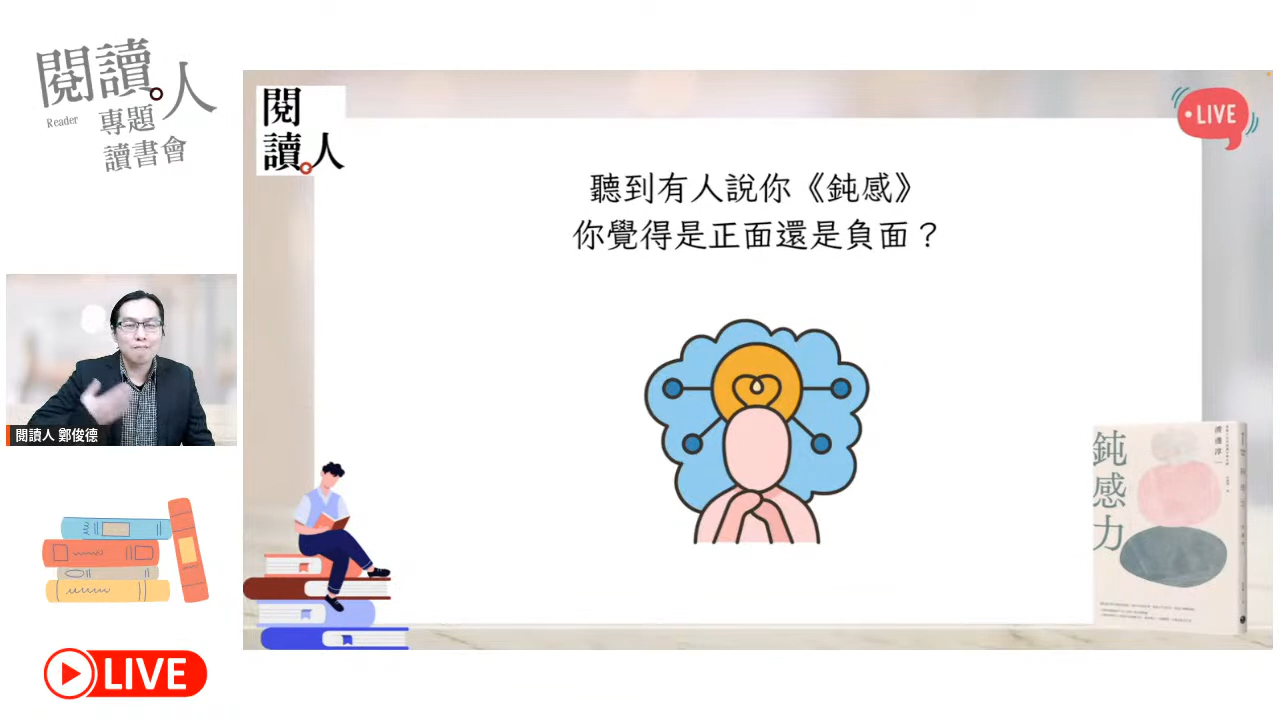 閱讀。人
Reader
專題
讀書會
閱讀人 鄭俊德
LIVE
閱
讀。人
LIVE
聽到有人說你《鈍感》
你覺得是正面還是負面？
鈍感力
渡邊淳一